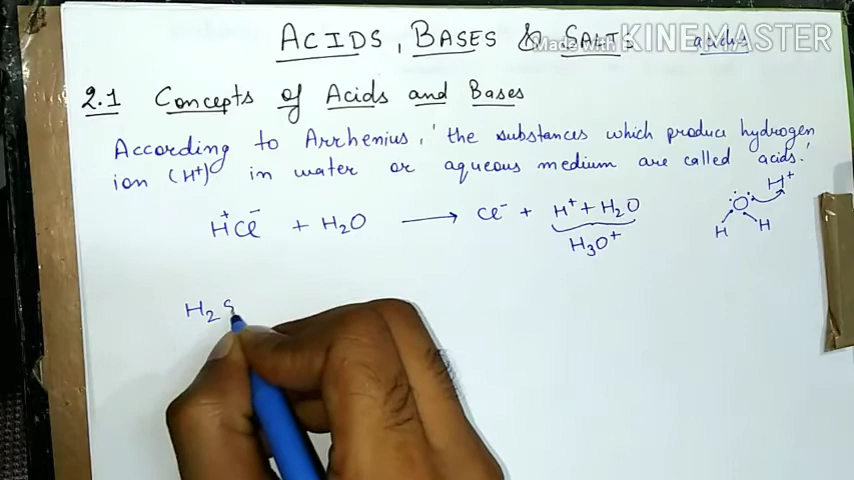 ACIDS, BASES & SALTS
Made with KINEMASTER
acids
2.1 Concepts of Acids and Bases
According to Arrhenius, 'the substances which produce hydrogen
ion (H⁺) in water or aqueous medium are called acids.'
H⁺Cl⁻ + H₂O ⟶ Cl⁻ + H⁺ + H₂O
H₃O⁺
O H⁺
H H
H₂S